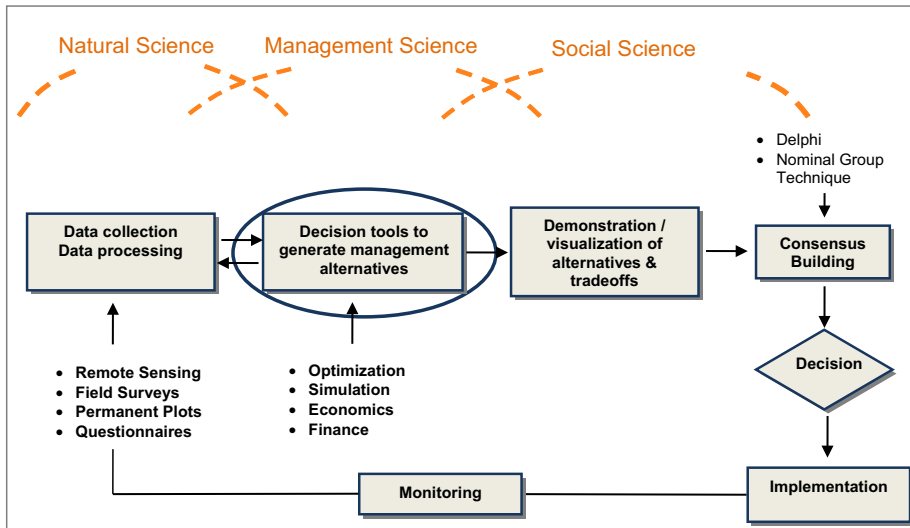 Natural Science
Management Science
Social Science
• Delphi
• Nominal Group
Technique
Data collection
Data processing
Decision tools to
generate management
alternatives
Demonstration /
visualization of
alternatives &
tradeoffs
Consensus
Building
• Remote Sensing
• Field Surveys
• Permanent Plots
• Questionnaires
• Optimization
• Simulation
• Economics
• Finance
Decision
Monitoring
Implementation